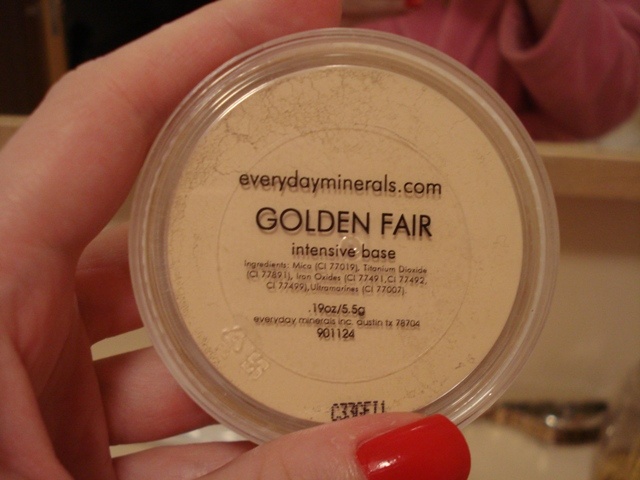 everydayminerals.com
GOLDEN FAIR
intensive base
Ingredients: Mica (CI 77019), Titanium Dioxide
(CI 77891), Iron Oxides (CI 77491,CI 77492,
CI 77499),Ultramarines (CI 77007)
.19oz/5.5g
everyday minerals inc. austin tx 78704
901124